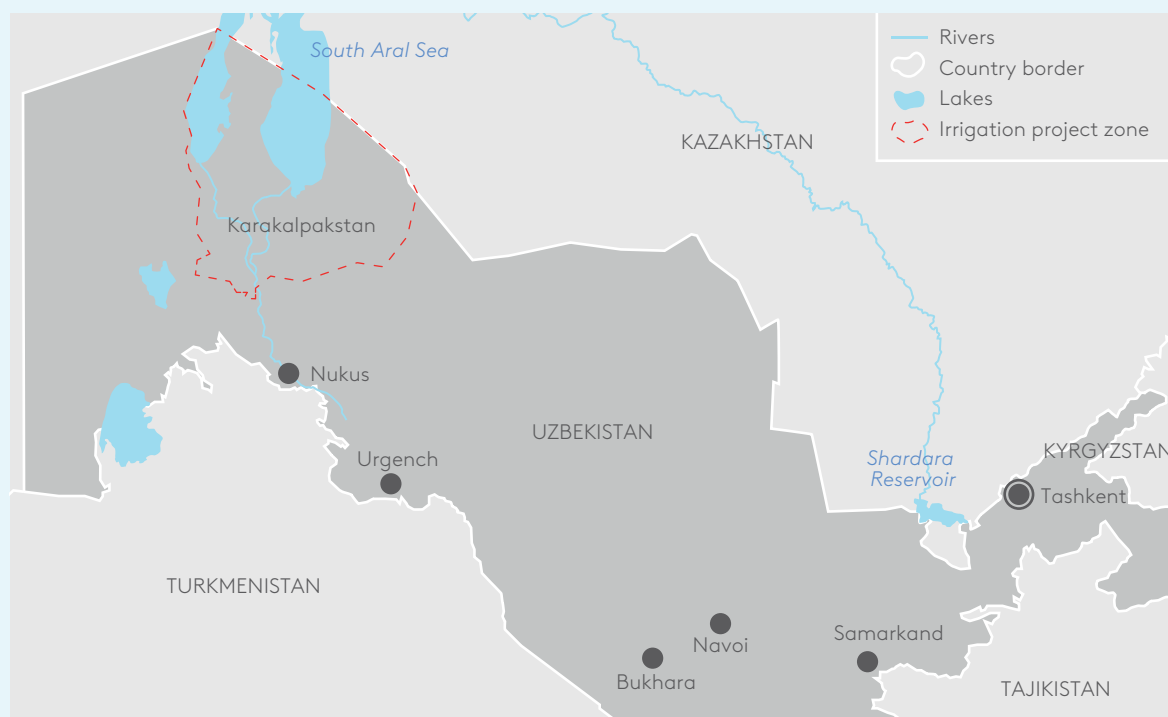 South Aral Sea
Rivers
Country border
Lakes
Irrigation project zone
KAZAKHSTAN
Karakalpakstan
Nukus
UZBEKISTAN
Urgench
Shardara
Reservoir
KYRGYZSTAN
Tashkent
TURKMENISTAN
Navoi
Samarkand
Bukhara
TAJIKISTAN